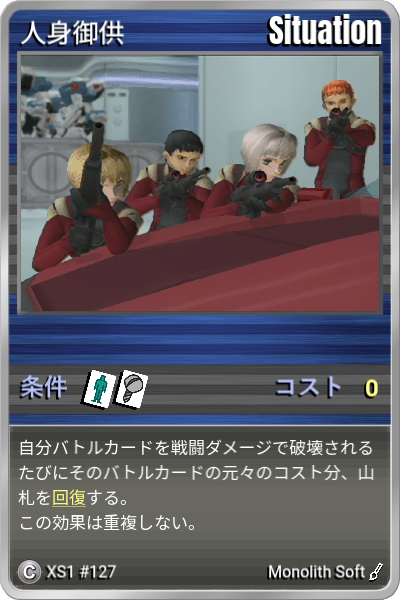 人身御供
Situation
条件
コスト 0
自分バトルカードを戦闘ダメージで破壊される
たびにそのバトルカードの元々のコスト分、山
札を回復する。
この効果は重複しない。
© XS1 #127
Monolith Soft